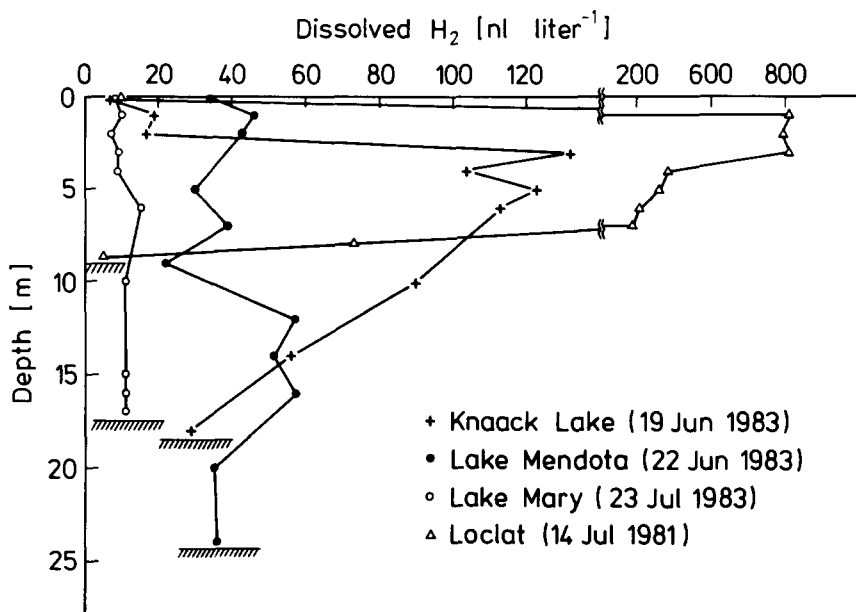 Dissolved H₂ [nl liter⁻¹]
0 20 40 60 80 100 120 200 400 600 800
0
5
10
15
20
25
Depth [m]
+ Knaack Lake (19 Jun 1983)
• Lake Mendota (22 Jun 1983)
○ Lake Mary (23 Jul 1983)
△ Loclat (14 Jul 1981)